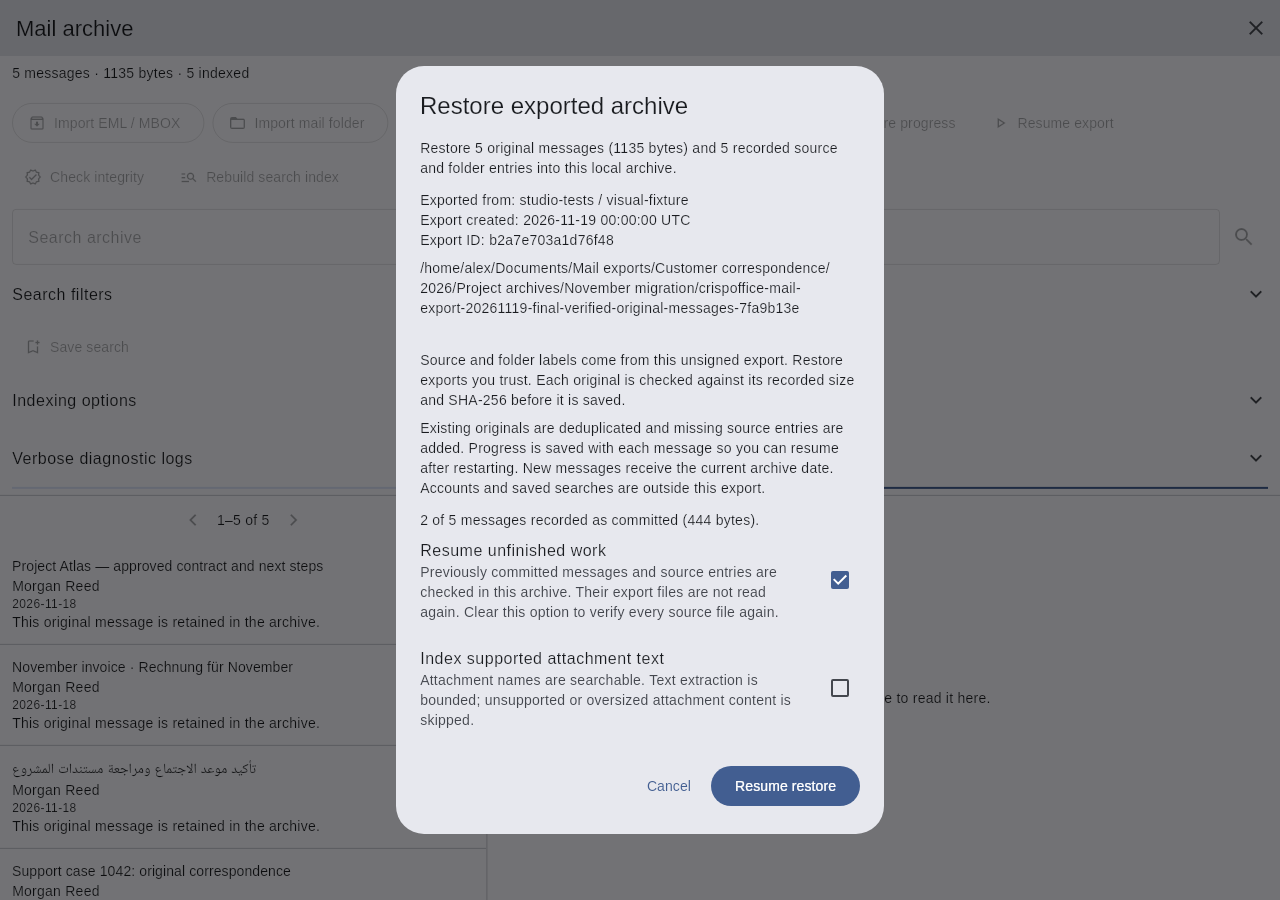 Mail archive
5 messages · 1135 bytes · 5 indexed
Import EML / MBOX
Import mail folder
re progress
Resume export
Check integrity
Rebuild search index
Search archive
Search filters
Save search
Indexing options
Verbose diagnostic logs
1–5 of 5
Project Atlas — approved contract and next steps
Morgan Reed
2026-11-18
This original message is retained in the archive.
November invoice · Rechnung für November
Morgan Reed
2026-11-18
This original message is retained in the archive.
تأكيد موعد الاجتماع ومراجعة مستندات المشروع
Morgan Reed
2026-11-18
This original message is retained in the archive.
Support case 1042: original correspondence
Morgan Reed
e to read it here.
Restore exported archive
Restore 5 original messages (1135 bytes) and 5 recorded source
and folder entries into this local archive.
Exported from: studio-tests / visual-fixture
Export created: 2026-11-19 00:00:00 UTC
Export ID: b2a7e703a1d76f48
/home/alex/Documents/Mail exports/Customer correspondence/
2026/Project archives/November migration/crispoffice-mail-
export-20261119-final-verified-original-messages-7fa9b13e
Source and folder labels come from this unsigned export. Restore
exports you trust. Each original is checked against its recorded size
and SHA-256 before it is saved.
Existing originals are deduplicated and missing source entries are
added. Progress is saved with each message so you can resume
after restarting. New messages receive the current archive date.
Accounts and saved searches are outside this export.
2 of 5 messages recorded as committed (444 bytes).
Resume unfinished work
Previously committed messages and source entries are
checked in this archive. Their export files are not read
again. Clear this option to verify every source file again.
Index supported attachment text
Attachment names are searchable. Text extraction is
bounded; unsupported or oversized attachment content is
skipped.
Cancel
Resume restore